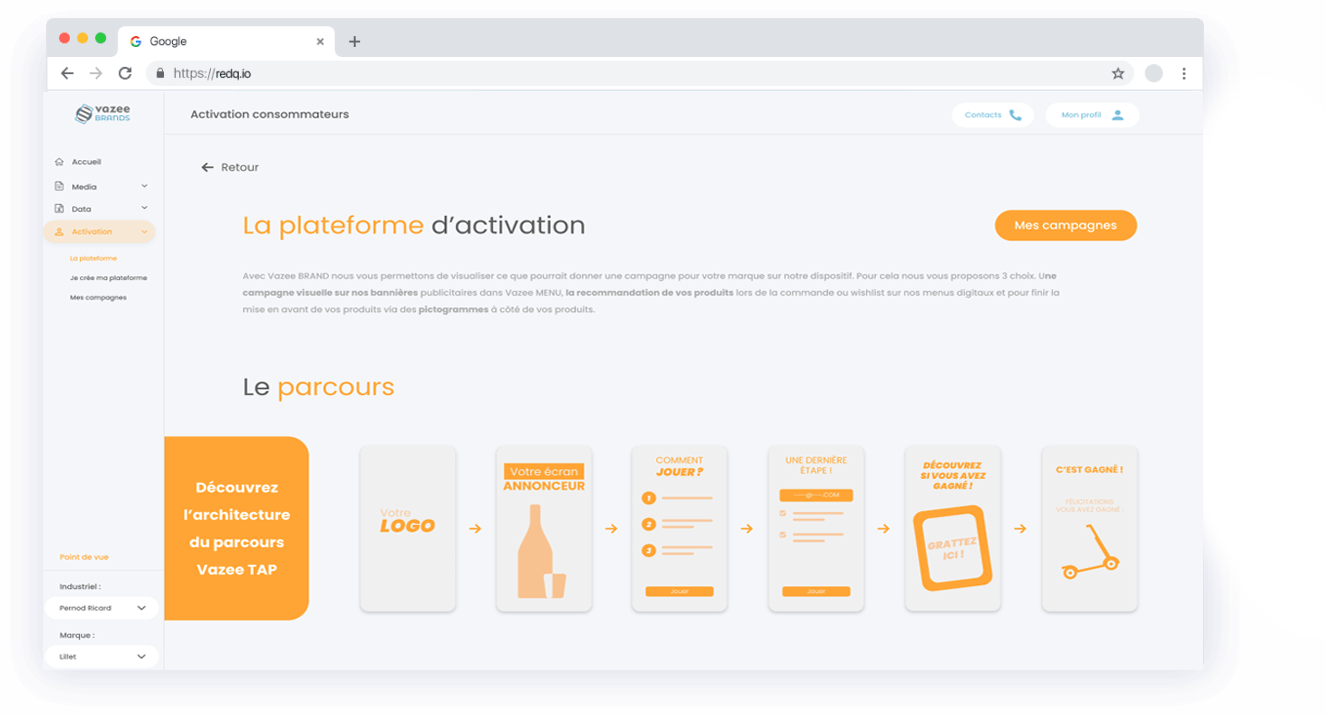 Google
https://redq.io
vazee
BRANDS
Activation consommateurs
Contacts
Mon profil
Accueil
Media
Data
Activation
La plateforme
Je crée ma plateforme
Mes campagnes
Retour
La plateforme d'activation
Mes campagnes
Avec Vazee BRAND nous vous permettons de visualiser ce que pourrait donner une campagne pour votre marque sur notre dispositif. Pour cela nous vous proposons 3 choix. Une
campagne visuelle sur nos bannières publicitaires dans Vazee MENU, la recommandation de vos produits lors de la commande ou wishlist sur nos menus digitaux et pour finir la
mise en avant de vos produits via des pictogrammes à côté de vos produits.
Le parcours
Découvrez
l'architecture
du parcours
Vazee TAP
Votre
LOGO
Votre écran
ANNONCEUR
COMMENT
JOUER ?
1
2
3
Jouer
UNE DERNIÈRE
ÉTAPE !
----@---.COM
Jouer
DÉCOUVREZ
SI VOUS AVEZ
GAGNÉ !
GRATTEZ
ICI !
C'EST GAGNÉ !
FÉLICITATIONS
VOUS AVEZ GAGNÉ :
Point de vue
Industriel :
Pernod Ricard
Marque :
Lillet